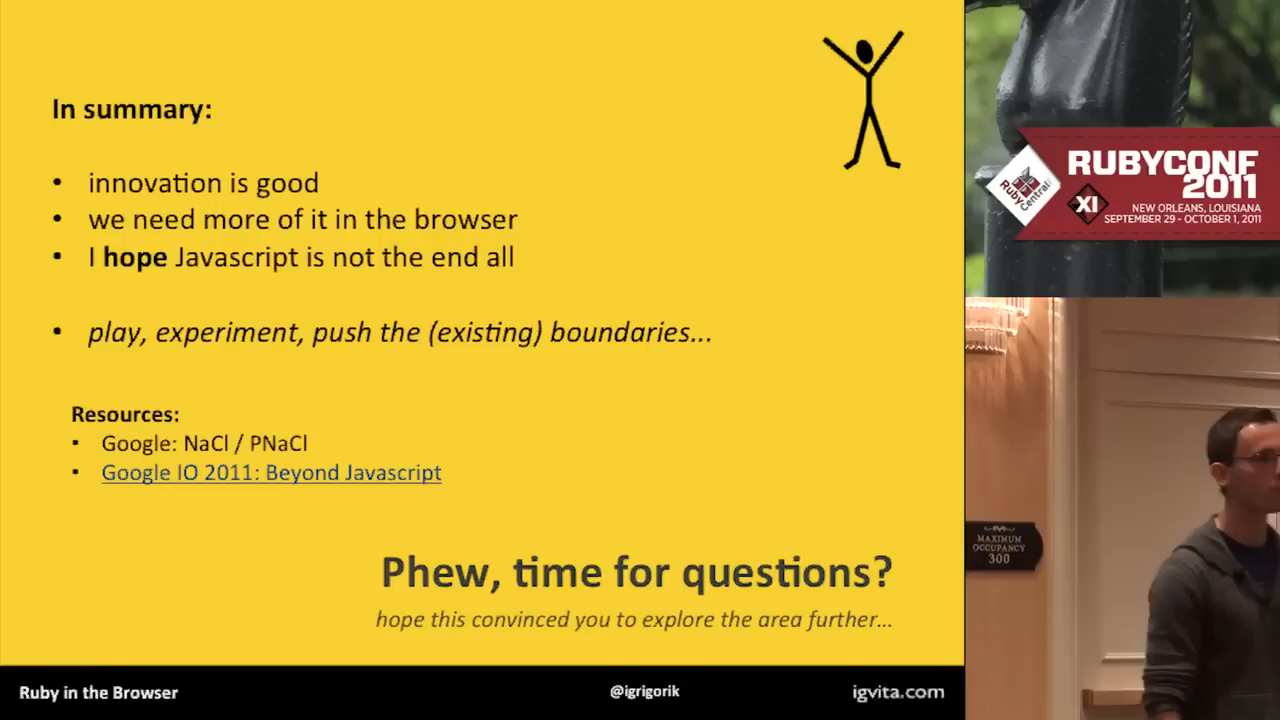 In summary:
• innovation is good
• we need more of it in the browser
• I hope Javascript is not the end all
• play, experiment, push the (existing) boundaries...
Resources:
• Google: NaCl / PNaCl
• Google IO 2011: Beyond Javascript
Phew, time for questions?
hope this convinced you to explore the area further...
Ruby in the Browser
@igrigorik
igvita.com
RubyCentral
RUBYCONF
2011
XI
NEW ORLEANS, LOUISIANA
SEPTEMBER 29 - OCTOBER 1, 2011
MAXIMUM
OCCUPANCY
300